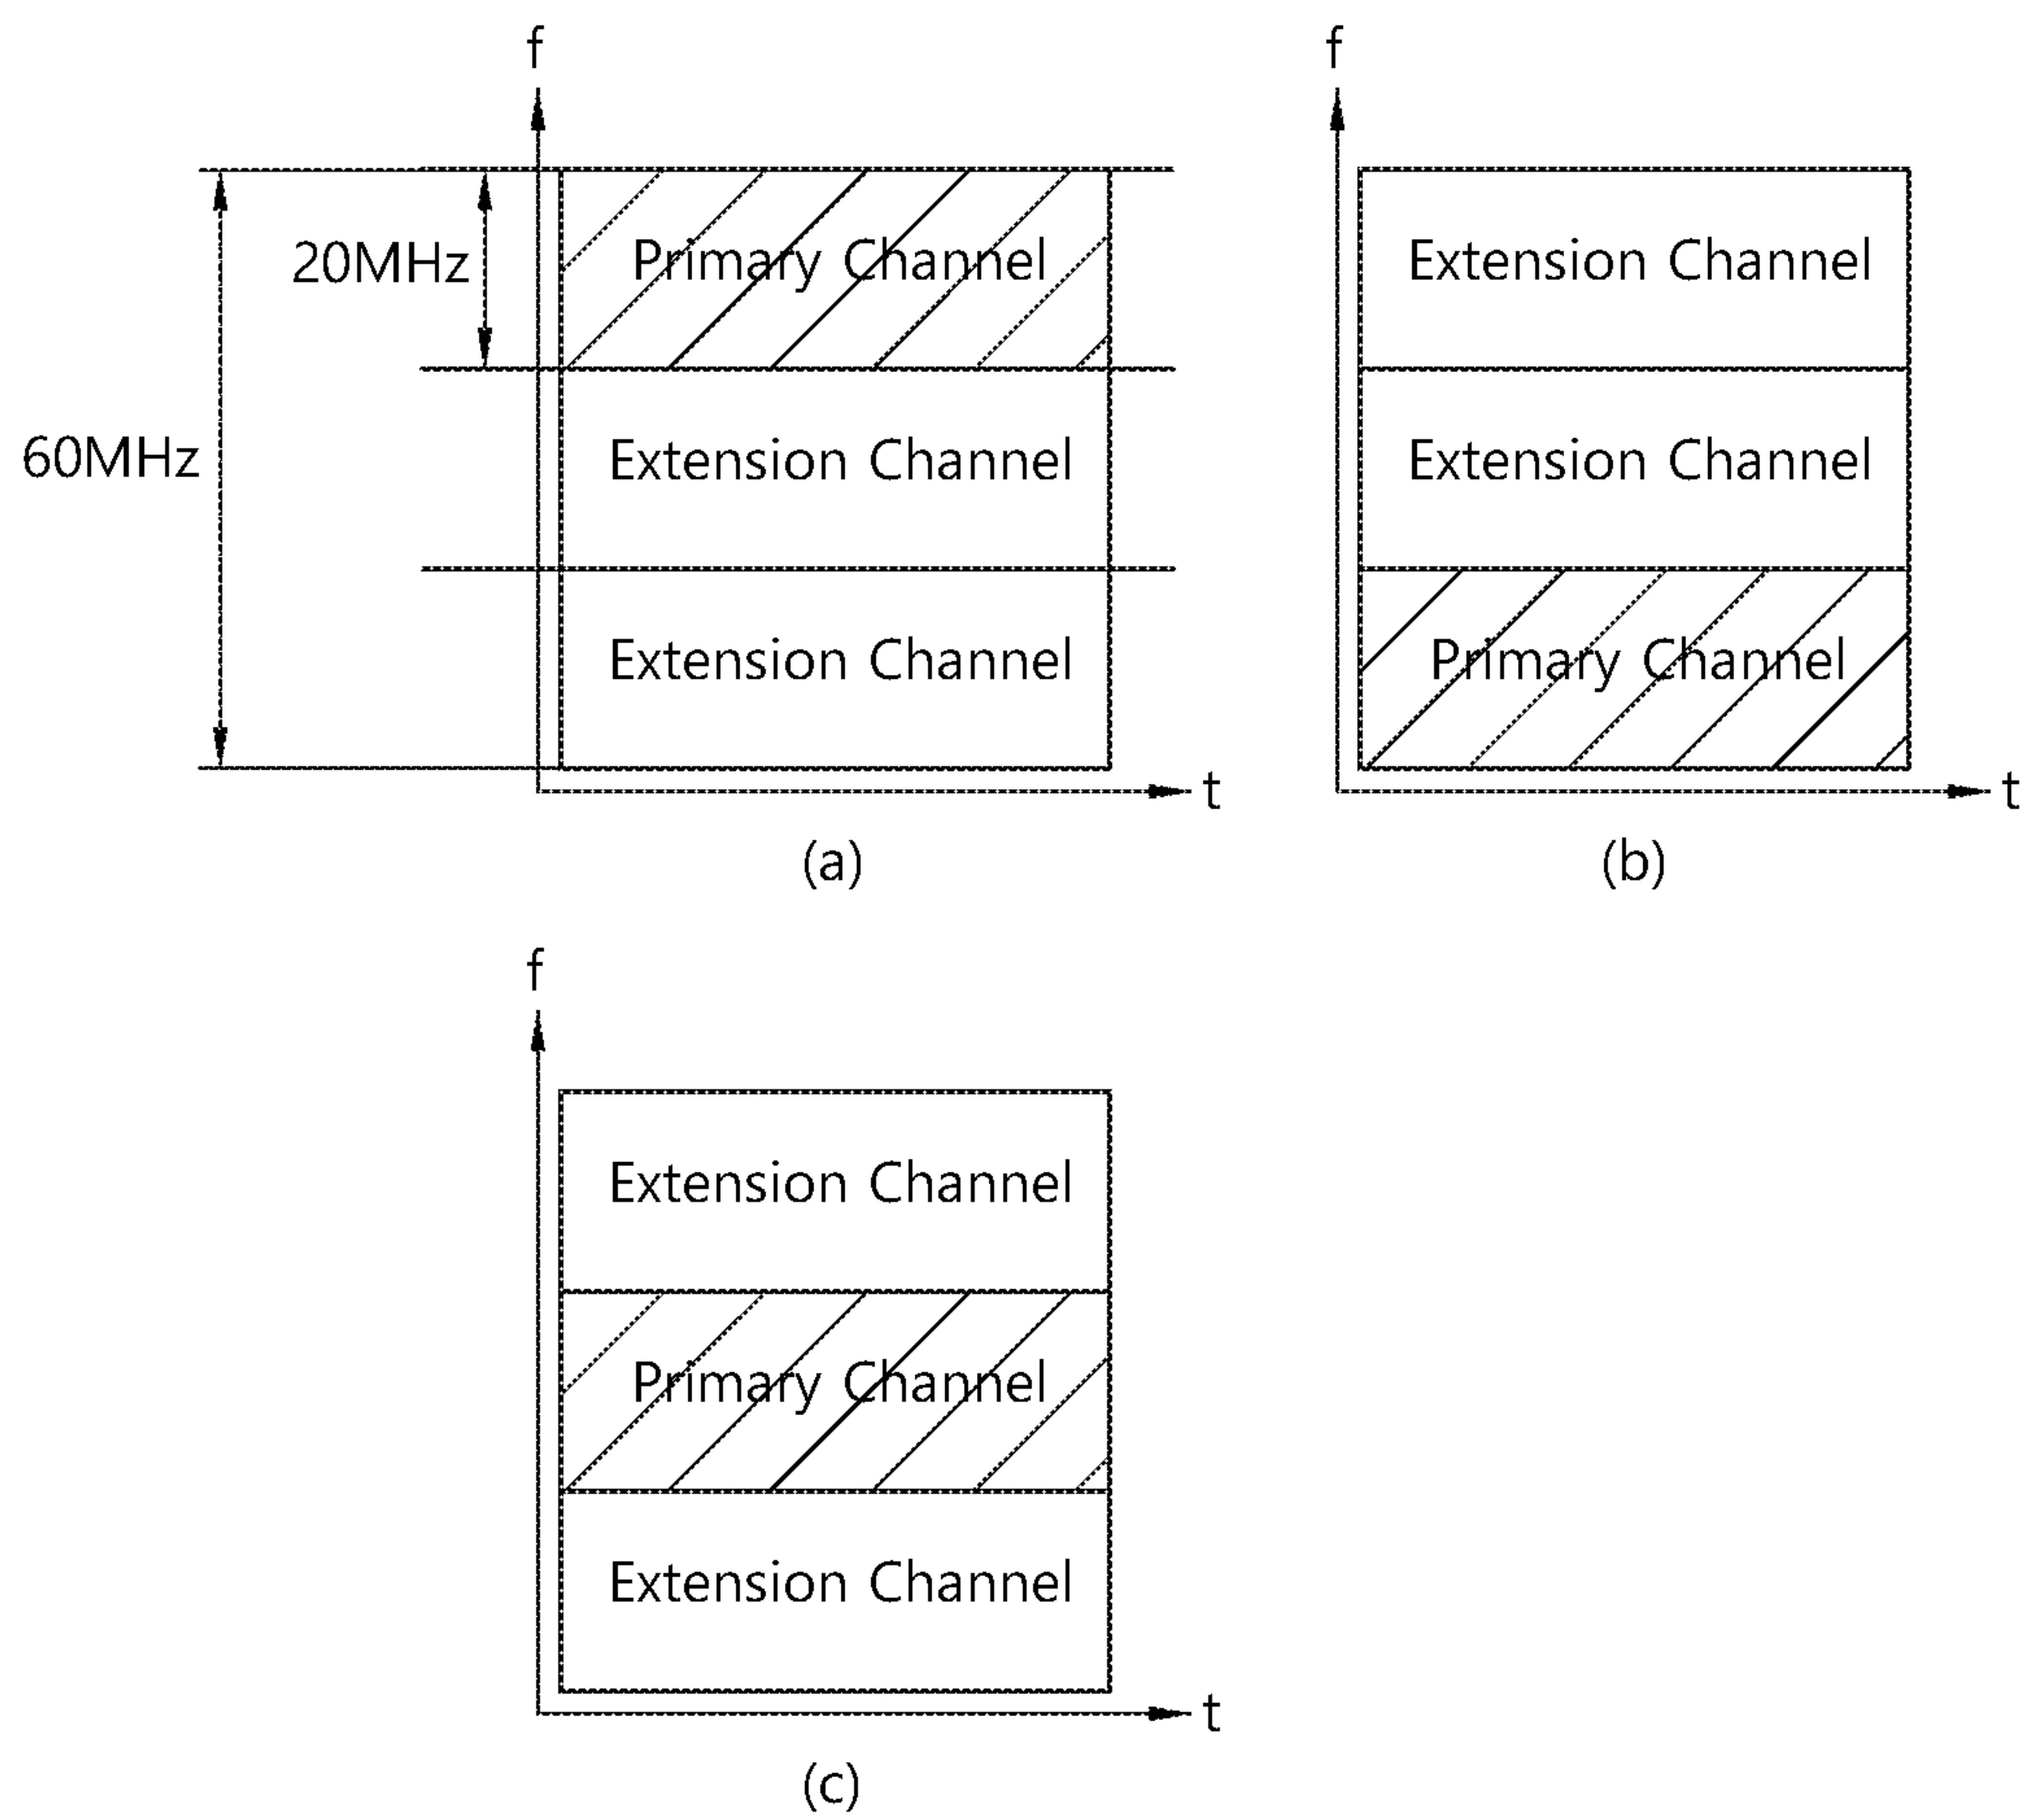 f
20MHz
60MHz
Primary Channel
Extension Channel
Extension Channel
t
(a)
f
Extension Channel
Extension Channel
Primary Channel
t
(b)
f
Extension Channel
Primary Channel
Extension Channel
t
(c)